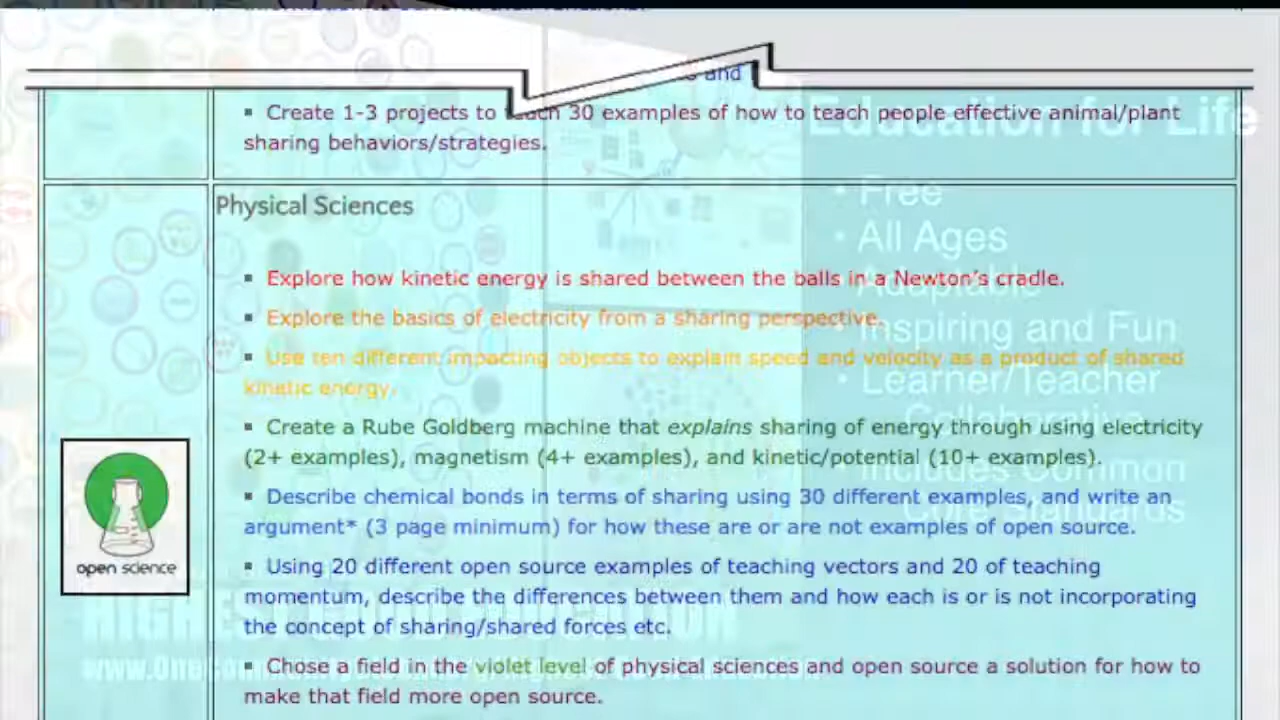 s and
Create 1-3 projects to teach 30 examples of how to teach people effective animal/plant
sharing behaviors/strategies.
Physical Sciences
Explore how kinetic energy is shared between the balls in a Newton's cradle.
Explore the basics of electricity from a sharing perspective.
Use ten different impacting objects to explain speed and velocity as a product of shared
kinetic energy.
Create a Rube Goldberg machine that explains sharing of energy through using electricity
(2+ examples), magnetism (4+ examples), and kinetic/potential (10+ examples).
Describe chemical bonds in terms of sharing using 30 different examples, and write an
argument* (3 page minimum) for how these are or are not examples of open source.
Using 20 different open source examples of teaching vectors and 20 of teaching
momentum, describe the differences between them and how each is or is not incorporating
the concept of sharing/shared forces etc.
Chose a field in the violet level of physical sciences and open source a solution for how to
make that field more open source.
open science
Education for Life
• Free
• All Ages
• Adaptable
• Inspiring and Fun
• Learner/Teacher
Collaborative
• Includes Common
Core Standards